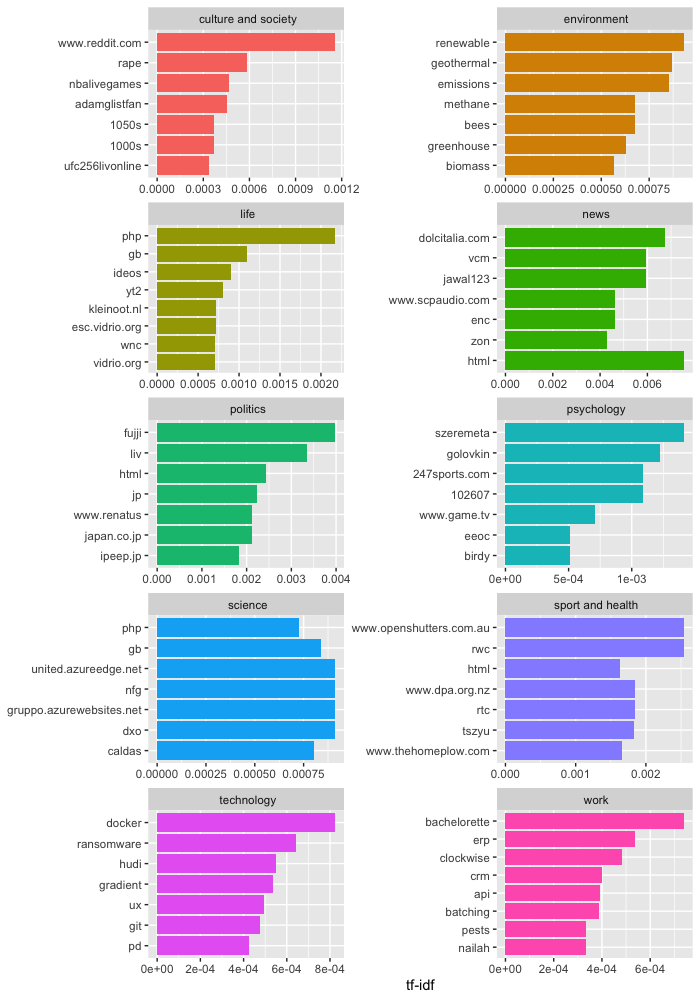 culture and society
www.reddit.com
rape
nbalivegames
adamglistfan
1050s
1000s
ufc256livonline
0.0000 0.0003 0.0006 0.0009 0.0012
environment
renewable
geothermal
emissions
methane
bees
greenhouse
biomass
0.00000 0.00025 0.00050 0.00075
life
php
gb
ideos
yt2
kleinoot.nl
esc.vidrio.org
wnc
vidrio.org
0.0000 0.0005 0.0010 0.0015 0.0020
news
dolcitalia.com
vcm
jawal123
www.scpaudio.com
enc
zon
html
0.000 0.002 0.004 0.006
politics
fujji
liv
html
jp
www.renatus
japan.co.jp
ipeep.jp
0.000 0.001 0.002 0.003 0.004
psychology
szeremeta
golovkin
247sports.com
102607
www.game.tv
eeoc
birdy
0e+00 5e-04 1e-03
science
php
gb
united.azureedge.net
nfg
gruppo.azurewebsites.net
dxo
caldas
0.00000 0.00025 0.00050 0.00075
sport and health
www.openshutters.com.au
rwc
html
www.dpa.org.nz
rtc
tszyu
www.thehomeplow.com
0.000 0.001 0.002
technology
docker
ransomware
hudi
gradient
ux
git
pd
0e+00 2e-04 4e-04 6e-04 8e-04
work
bachelorette
erp
clockwise
crm
api
batching
pests
nailah
0e+00 2e-04 4e-04 6e-04
tf-idf